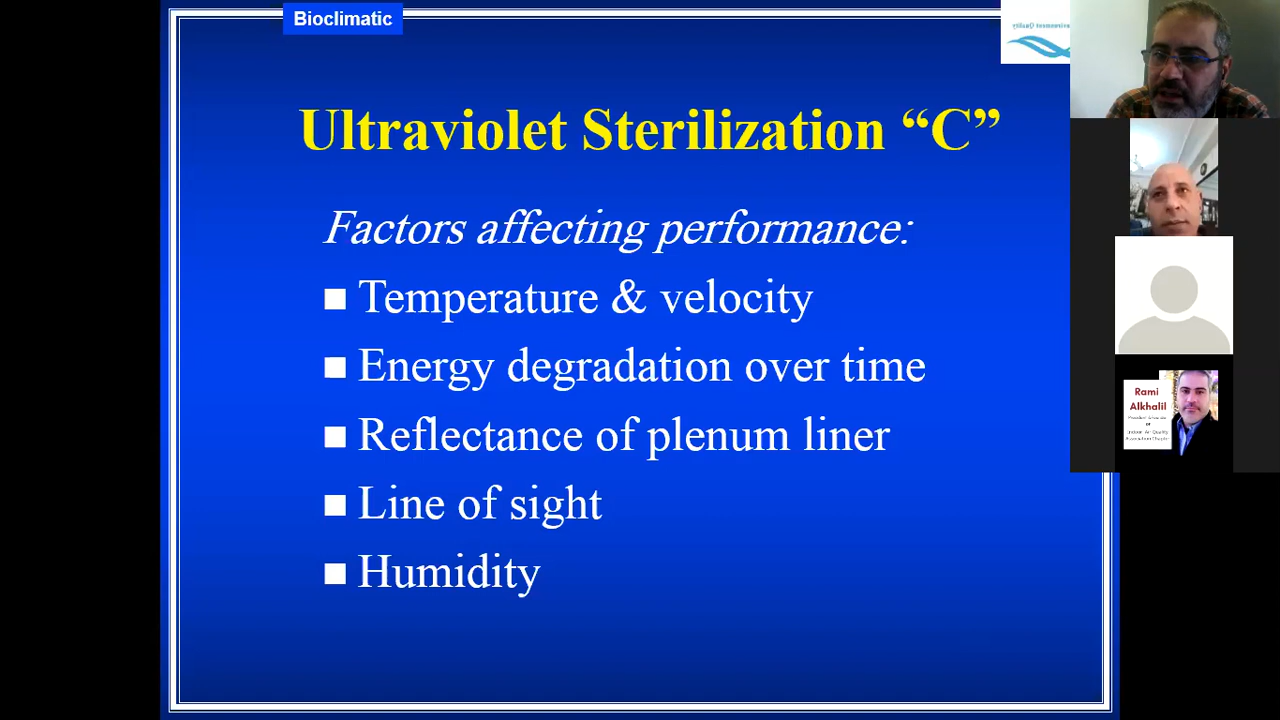 Bioclimatic
Ultraviolet Sterilization “C”
Factors affecting performance:
Temperature & velocity
Energy degradation over time
Reflectance of plenum liner
Line of sight
Humidity
Rami
Alkhalil